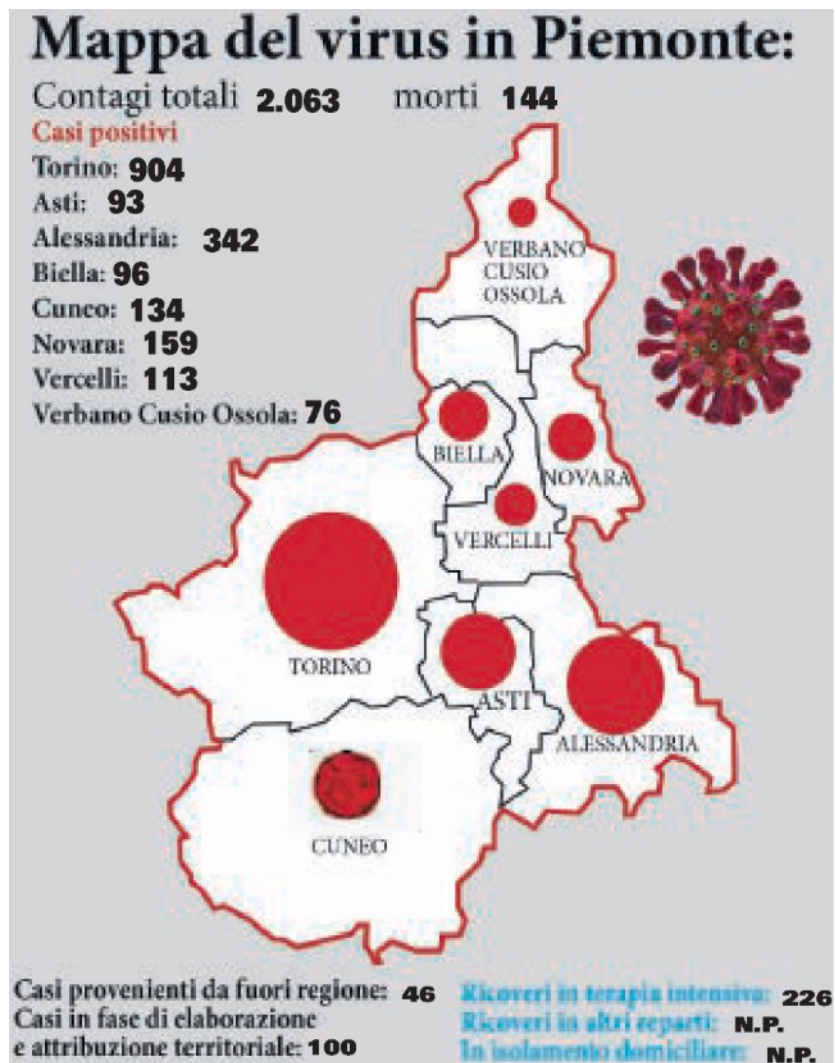 Mappa del virus in Piemonte:
Contagi totali 2.063 morti 144
Casi positivi
Torino: 904
Asti: 93
Alessandria: 342
Biella: 96
Cuneo: 134
Novara: 159
Vercelli: 113
Verbano Cusio Ossola: 76
VERBANO
CUSIO
OSSOLA
BIELLA
NOVARA
VERCELLI
TORINO
ASTI
ALESSANDRIA
CUNEO
Casi provenienti da fuori regione: 46
Casi in fase di elaborazione
e attribuzione territoriale: 100
Ricoveri in terapia intensiva: 226
Ricoveri in altri reparti: N.P.
In isolamento domiciliare: N.P.